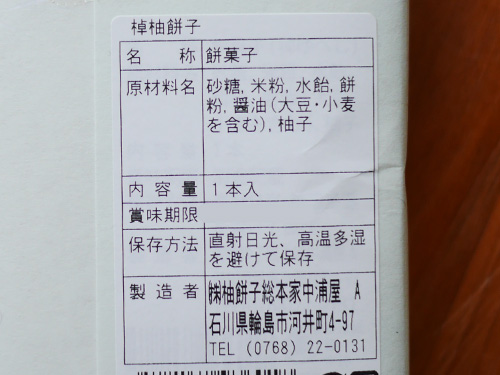 棹柚餅子
名称 餅菓子
原材料名 砂糖, 米粉, 水飴, 餅
粉, 醤油(大豆・小麦
を含む), 柚子
内容量 1本入
賞味期限
保存方法 直射日光、高温多湿
を避けて保存
製造者 ㈱柚餅子総本家中浦屋 A
石川県輪島市河井町4-97
TEL (0768) 22-0131